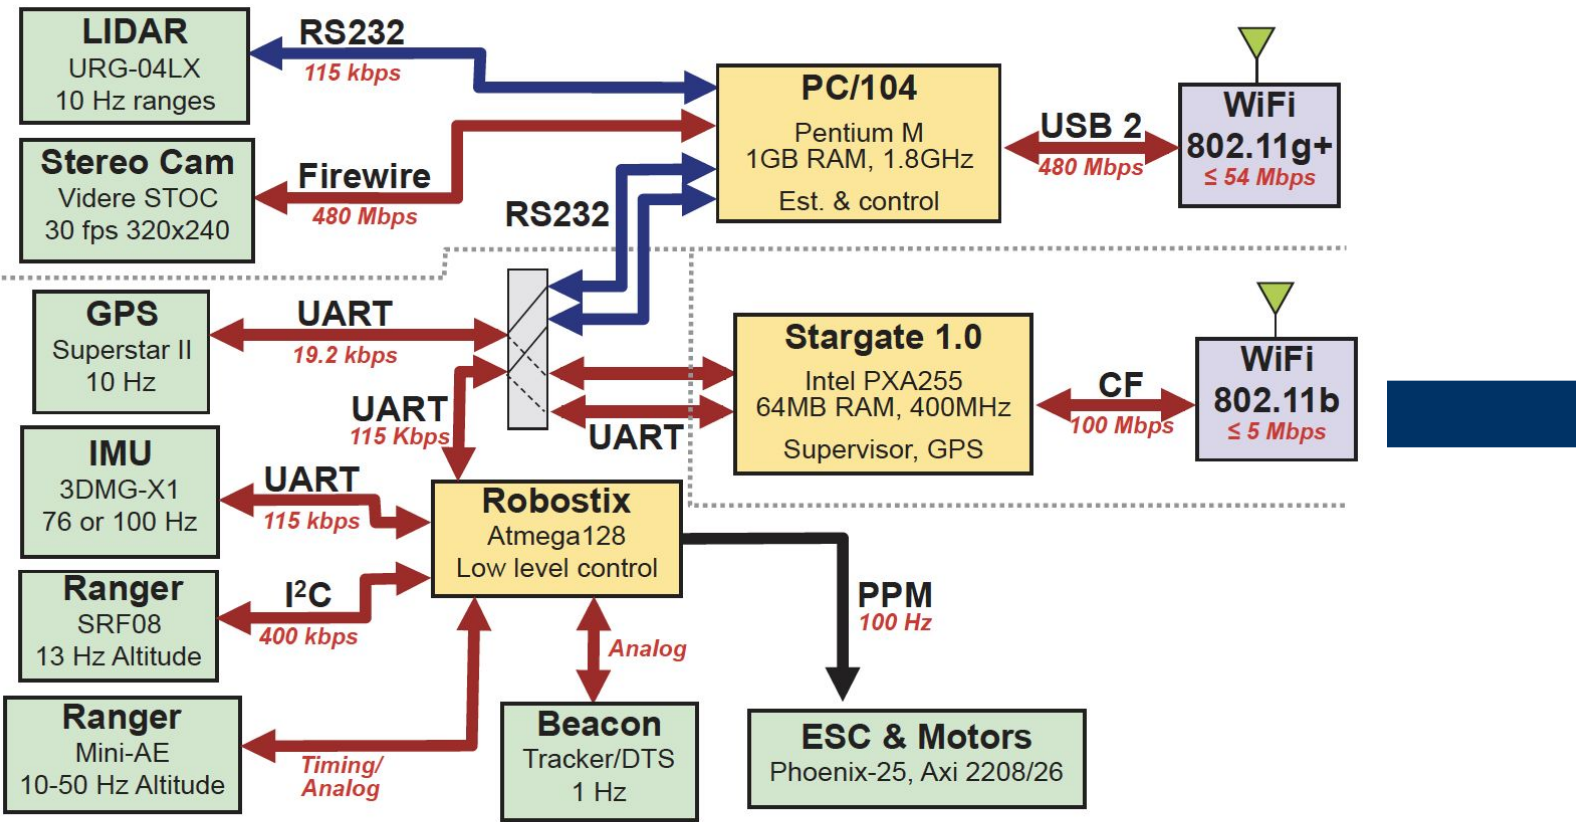 LIDAR
URG-04LX
10 Hz ranges
RS232
115 kbps
Stereo Cam
Videre STOC
30 fps 320x240
Firewire
480 Mbps
PC/104
Pentium M
1GB RAM, 1.8GHz
Est. & control
USB 2
480 Mbps
WiFi
802.11g+
≤ 54 Mbps
RS232
GPS
Superstar II
10 Hz
UART
19.2 kbps
UART
115 Kbps
UART
Stargate 1.0
Intel PXA255
64MB RAM, 400MHz
Supervisor, GPS
CF
100 Mbps
WiFi
802.11b
≤ 5 Mbps
IMU
3DMG-X1
76 or 100 Hz
UART
115 kbps
Robostix
Atmega128
Low level control
Ranger
SRF08
13 Hz Altitude
I²C
400 kbps
PPM
100 Hz
Analog
Ranger
Mini-AE
10-50 Hz Altitude
Timing/
Analog
Beacon
Tracker/DTS
1 Hz
ESC & Motors
Phoenix-25, Axi 2208/26